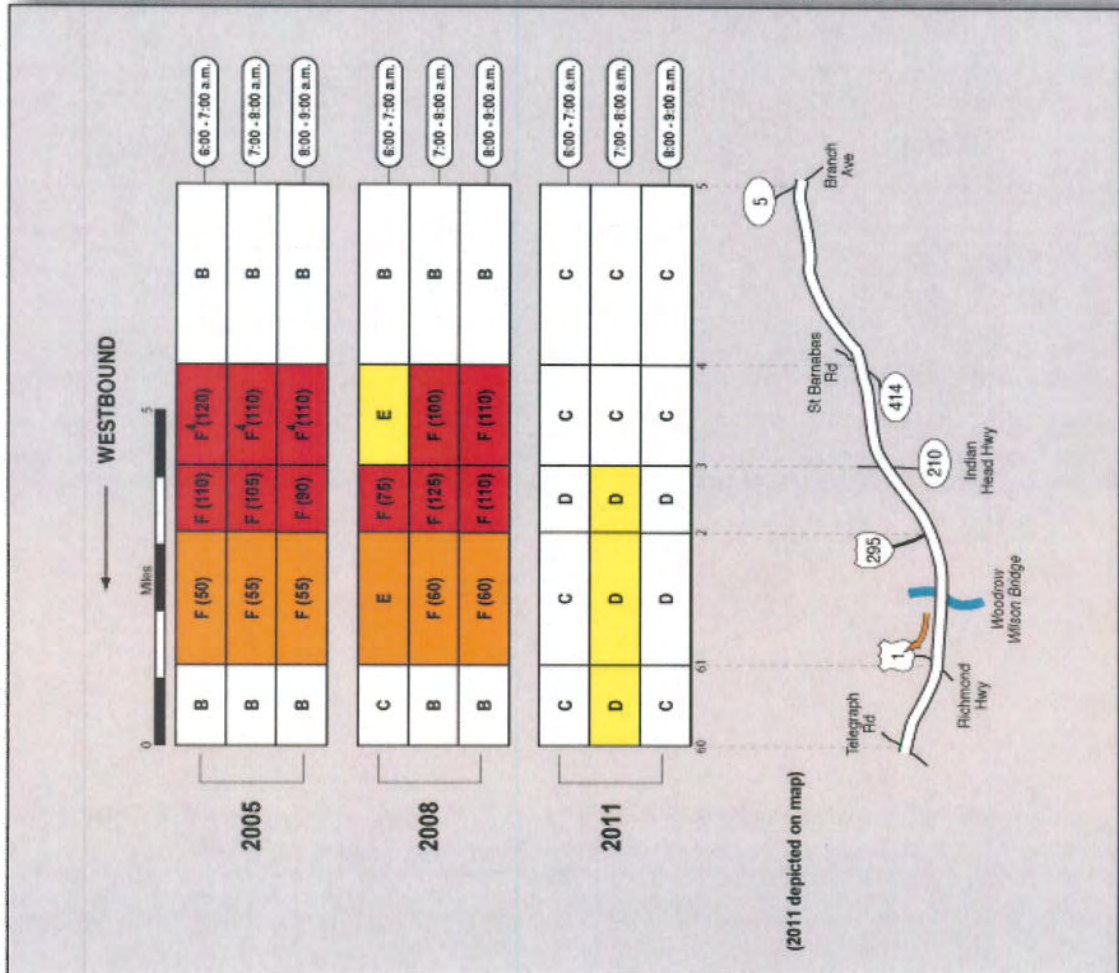 WESTBOUND
0 Miles 5
2005
B F (50) F (110) F⁴(120) B 6:00 - 7:00 a.m.
B F (55) F (105) F⁴(110) B 7:00 - 8:00 a.m.
B F (55) F (90) F⁴(110) B 8:00 - 9:00 a.m.
2008
C E F (75) E B 6:00 - 7:00 a.m.
B F (60) F (125) F (100) B 7:00 - 8:00 a.m.
B F (60) F (110) F (110) B 8:00 - 9:00 a.m.
2011
C C D C C 6:00 - 7:00 a.m.
D D D C C 7:00 - 8:00 a.m.
C D D C C 8:00 - 9:00 a.m.
60 61 2 3 4 5
(2011 depicted on map)
Telegraph
Rd
1
Richmond
Hwy
Woodrow
Wilson Bridge
295
210
Indian
Head Hwy
St Barnabas
Rd
414
5
Branch
Ave